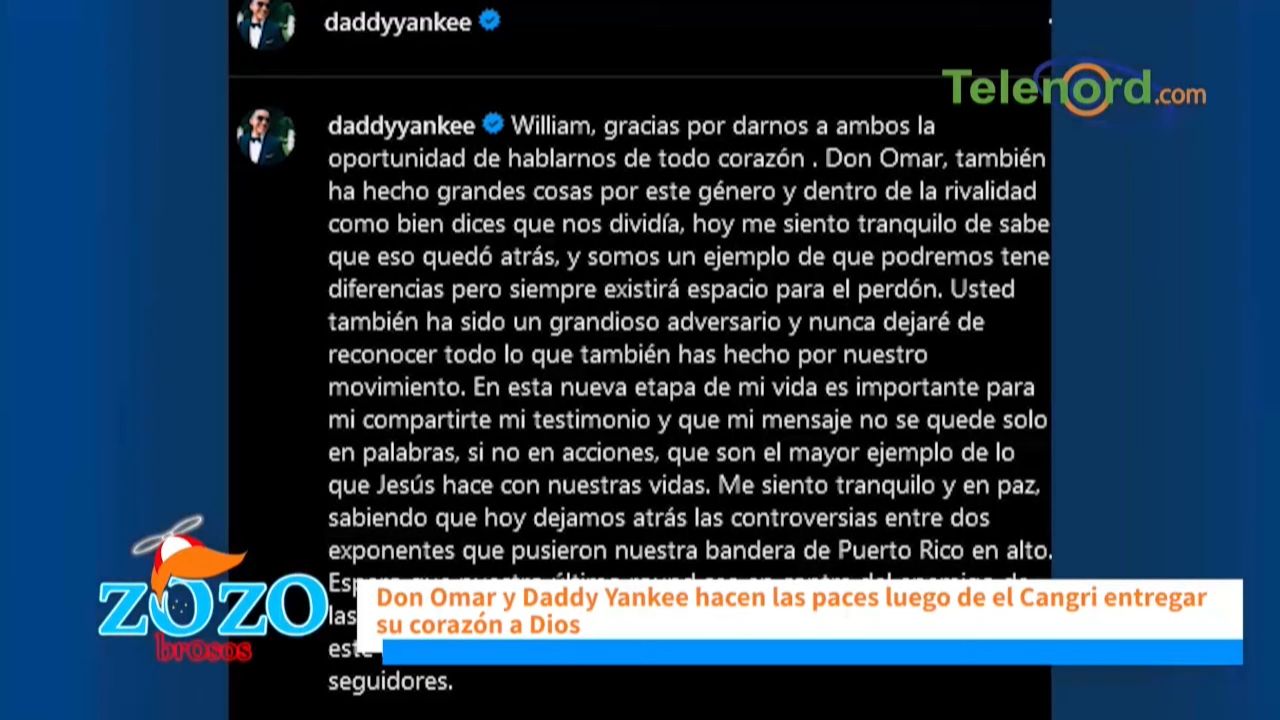 daddyyankee
Telenord.com
daddyyankee William, gracias por darnos a ambos la
oportunidad de hablarnos de todo corazón . Don Omar, también
ha hecho grandes cosas por este género y dentro de la rivalidad
como bien dices que nos dividía, hoy me siento tranquilo de sabe
que eso quedó atrás, y somos un ejemplo de que podremos tene
diferencias pero siempre existirá espacio para el perdón. Usted
también ha sido un grandioso adversario y nunca dejaré de
reconocer todo lo que también has hecho por nuestro
movimiento. En esta nueva etapa de mi vida es importante para
mi compartirte mi testimonio y que mi mensaje no se quede solo
en palabras, si no en acciones, que son el mayor ejemplo de lo
que Jesús hace con nuestras vidas. Me siento tranquilo y en paz,
sabiendo que hoy dejamos atrás las controversias entre dos
exponentes que pusieron nuestra bandera de Puerto Rico en alto.
las
seguidores.
zozo
brosos
Don Omar y Daddy Yankee hacen las paces luego de el Cangri entregar
su corazón a Dios